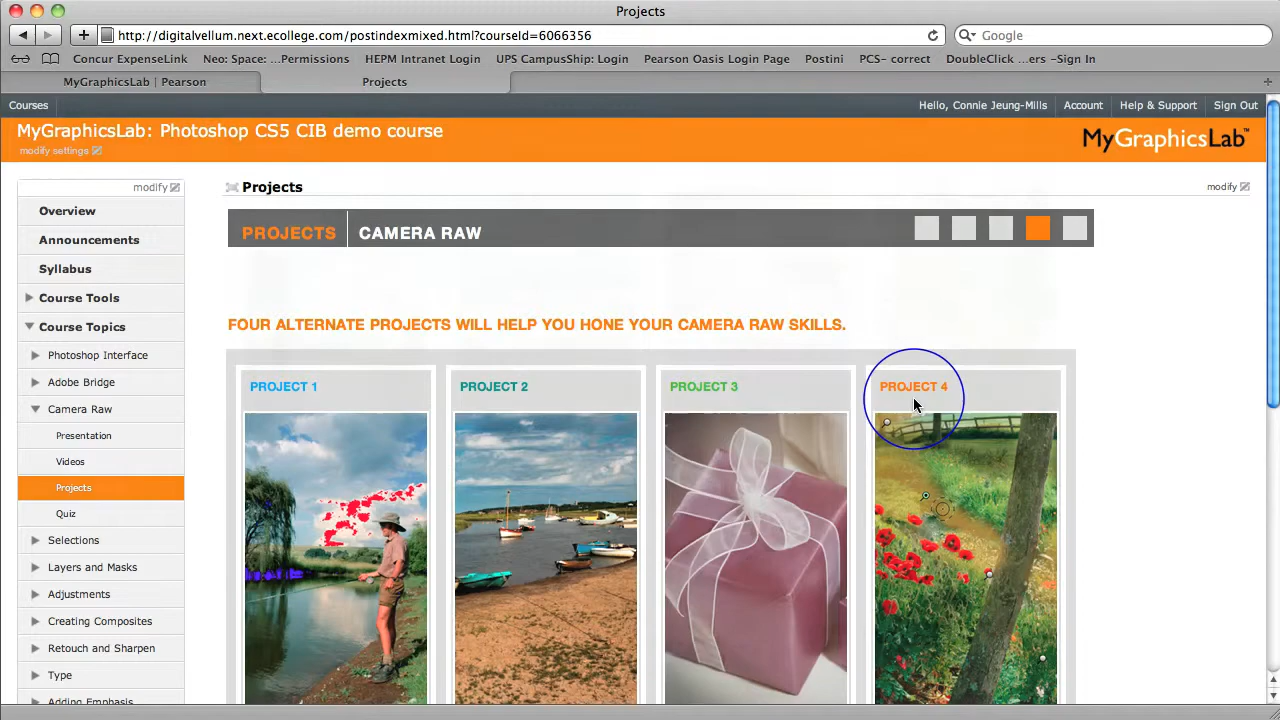 Projects
http://digitalvellum.next.ecollege.com/postindexmixed.html?courseId=6066356
Google
Concur ExpenseLink
Neo: Space: ...Permissions
HEPM Intranet Login
UPS CampusShip: Login
Pearson Oasis Login Page
Postini
PCS- correct
DoubleClick ...ers -Sign In
MyGraphicsLab | Pearson
Projects
Courses
Hello, Connie Jeung-Mills
Account
Help & Support
Sign Out
MyGraphicsLab: Photoshop CS5 CIB demo course
modify settings
MyGraphicsLab™
modify
Overview
Announcements
Syllabus
Course Tools
Course Topics
Photoshop Interface
Adobe Bridge
Camera Raw
Presentation
Videos
Projects
Quiz
Selections
Layers and Masks
Adjustments
Creating Composites
Retouch and Sharpen
Type
Adding Emphasis
Projects
modify
PROJECTS
CAMERA RAW
FOUR ALTERNATE PROJECTS WILL HELP YOU HONE YOUR CAMERA RAW SKILLS.
PROJECT 1
PROJECT 2
PROJECT 3
PROJECT 4